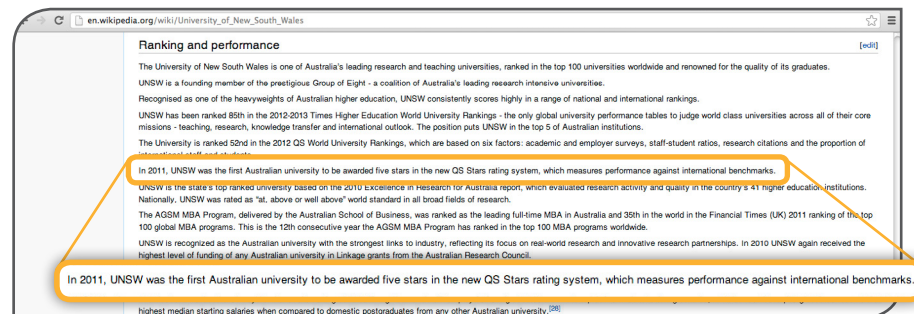 en.wikipedia.org/wiki/University_of_New_South_Wales
Ranking and performance [edit]
The University of New South Wales is one of Australia's leading research and teaching universities, ranked in the top 100 universities worldwide and renowned for the quality of its graduates.
UNSW is a founding member of the prestigious Group of Eight - a coalition of Australia's leading research intensive universities.
Recognised as one of the heavyweights of Australian higher education, UNSW consistently scores highly in a range of national and international rankings.
UNSW has been ranked 85th in the 2012-2013 Times Higher Education World University Rankings - the only global university performance tables to judge world class universities across all of their core
missions - teaching, research, knowledge transfer and international outlook. The position puts UNSW in the top 5 of Australian institutions.
The University is ranked 52nd in the 2012 QS World University Rankings, which are based on six factors: academic and employer surveys, staff-student ratios, research citations and the proportion of
international staff and students.
In 2011, UNSW was the first Australian university to be awarded five stars in the new QS Stars rating system, which measures performance against international benchmarks.
UNSW is the state's top ranked university based on the 2010 Excellence in Research for Australia report, which evaluated research activity and quality in the country's 41 higher education institutions.
Nationally, UNSW was rated as "at, above or well above" world standard in all broad fields of research.
The AGSM MBA Program, delivered by the Australian School of Business, was ranked as the leading full-time MBA in Australia and 35th in the world in the Financial Times (UK) 2011 ranking of the top
100 global MBA programs. This is the 12th consecutive year the AGSM MBA Program has ranked in the top 100 MBA programs worldwide.
UNSW is recognized as the Australian university with the strongest links to industry, reflecting its focus on real-world research and innovative research partnerships. In 2010 UNSW again received the
highest level of funding of any Australian university in Linkage grants from the Australian Research Council.
In 2011, UNSW was the first Australian university to be awarded five stars in the new QS Stars rating system, which measures performance against international benchmarks.
highest median starting salaries when compared to domestic postgraduates from any other Australian university.[26]